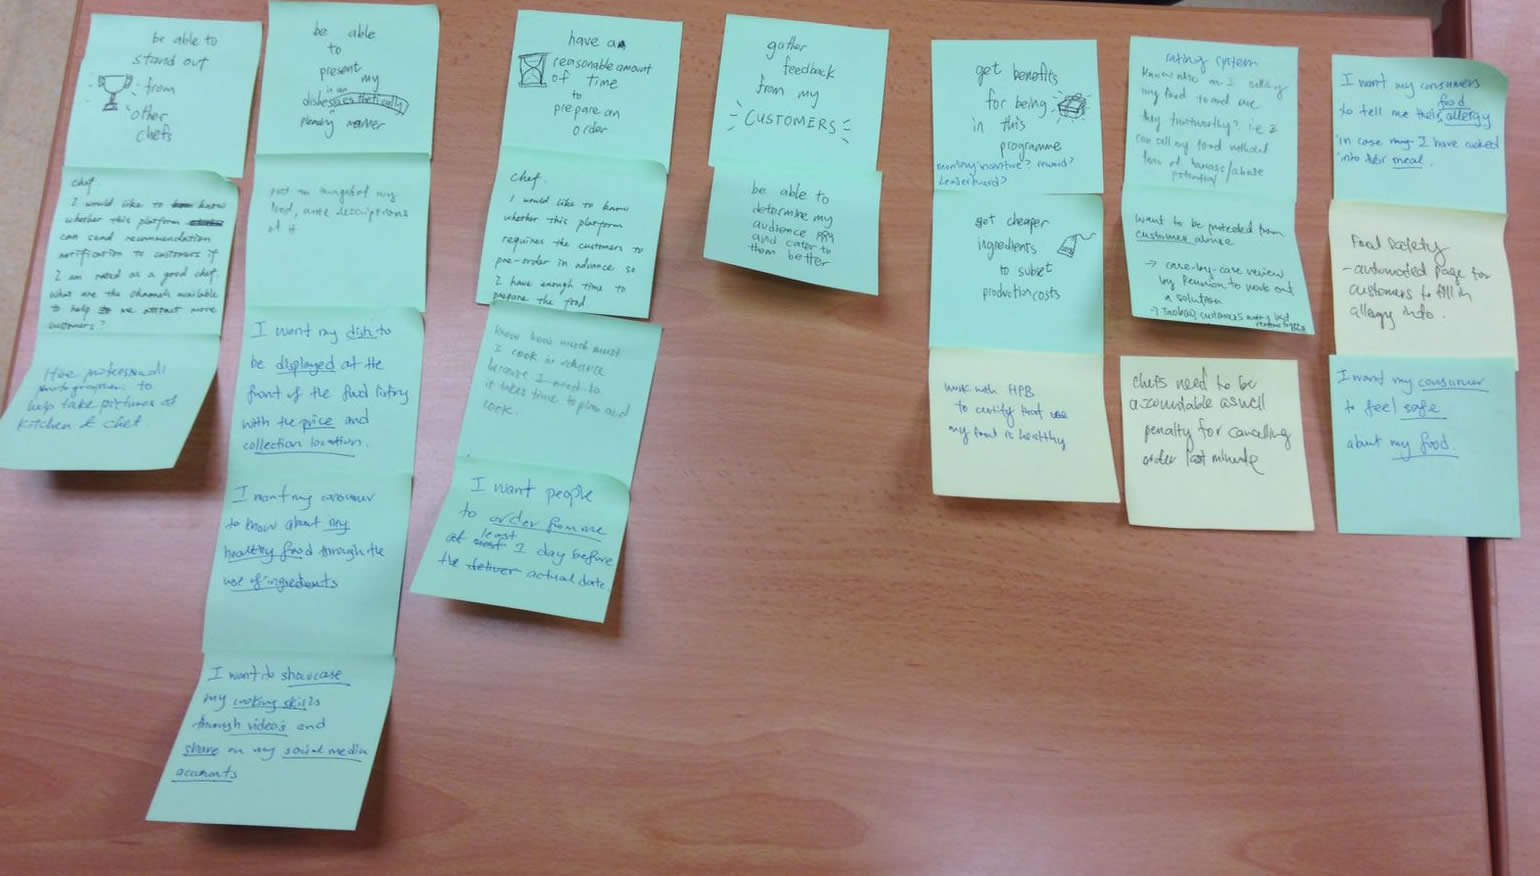 be able to
stand out
from
other
chefs
chef
I would like to know
whether this platform
can send recommendation
notification to customers if
I am rated as a good chef.
What are the channels available
to help me attract more
customers?
Hire professional
photographers to
help take pictures of
kitchen & chef.
be able
to
present my
dishes in an aesthetically
manner
post an image of my
food, descriptions
of it
I want my dish to
be displayed at the
front of the food listing
with the price and
collection location.
I want my consumer
to know about my
healthy food through the
use of ingredients
I want to showcase
my cooking skills
through videos and
share on my social media
accounts
have a
reasonable amount
of time
to
prepare an
order
Chef.
I would like to know
whether this platform
requires the customers to
pre-order in advance so
I have enough time to
prepare the food
know how much must
I cook in advance
because I need to
it takes time to plan and
cook.
I want people
to order from me
at least 1 day before
the deliver actual date
gather
feedback
from my
CUSTOMERS
be able to
determine my
audience
and cater to
them better
get benefits
for being
in this
programme
monetary incentive? reward?
leaderboard?
get cheaper
ingredients
to subset
production costs
work with HPB
to certify that
my food is healthy
rating system
know who am I selling
my food to and are
they trustworthy? i.e I
can sell my food without
fear of harass/abuse
potential
want to be protected from
customer abuse
→ case-by-case review
by Reunion to work out
a solution
→ customers
chefs need to be
accountable as well
penalty for cancelling
order last minute
I want my consumers
to tell me their food allergy
in case I have cooked
into their meal.
Food Safety
- automated page for
customers to fill in
allergy info.
I want my consumer
to feel safe
about my food.